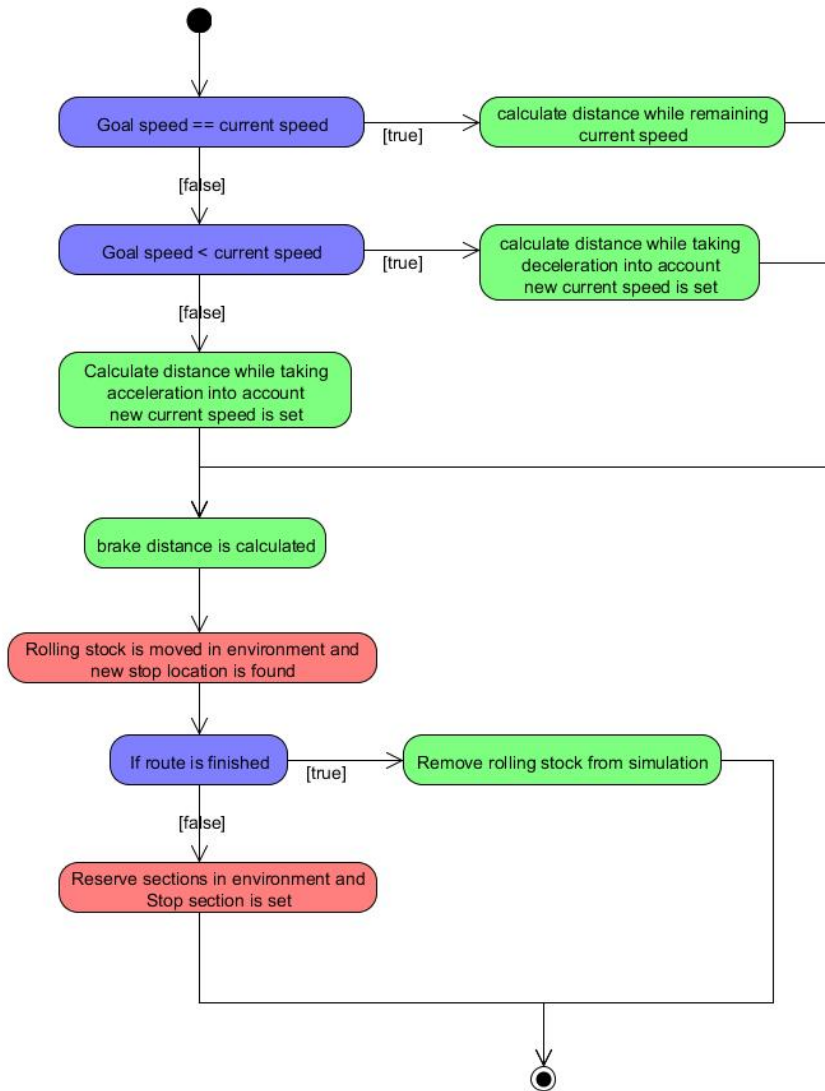 Goal speed == current speed
[true]
calculate distance while remaining
current speed
[false]
Goal speed < current speed
[true]
calculate distance while taking
deceleration into account
new current speed is set
[false]
Calculate distance while taking
acceleration into account
new current speed is set
brake distance is calculated
Rolling stock is moved in environment and
new stop location is found
If route is finished
[true]
Remove rolling stock from simulation
[false]
Reserve sections in environment and
Stop section is set